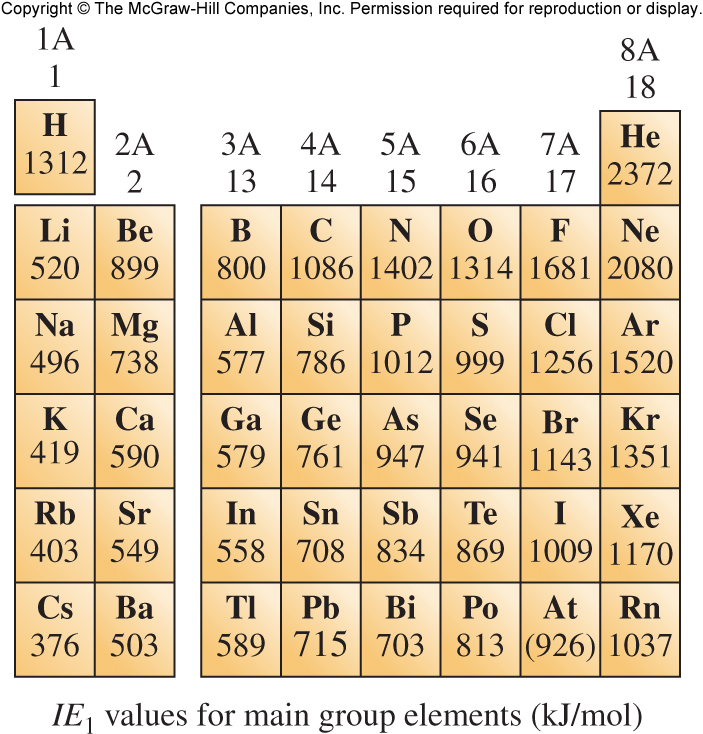 Copyright © The McGraw-Hill Companies, Inc. Permission required for reproduction or display.
1A
1
8A
18
H
1312
2A
2
3A 4A 5A 6A 7A
13 14 15 16 17
He
2372
Li Be B C N O F Ne
520 899 800 1086 1402 1314 1681 2080
Na Mg Al Si P S Cl Ar
496 738 577 786 1012 999 1256 1520
K Ca Ga Ge As Se Br Kr
419 590 579 761 947 941 1143 1351
Rb Sr In Sn Sb Te I Xe
403 549 558 708 834 869 1009 1170
Cs Ba Tl Pb Bi Po At Rn
376 503 589 715 703 813 (926) 1037
IE1 values for main group elements (kJ/mol)